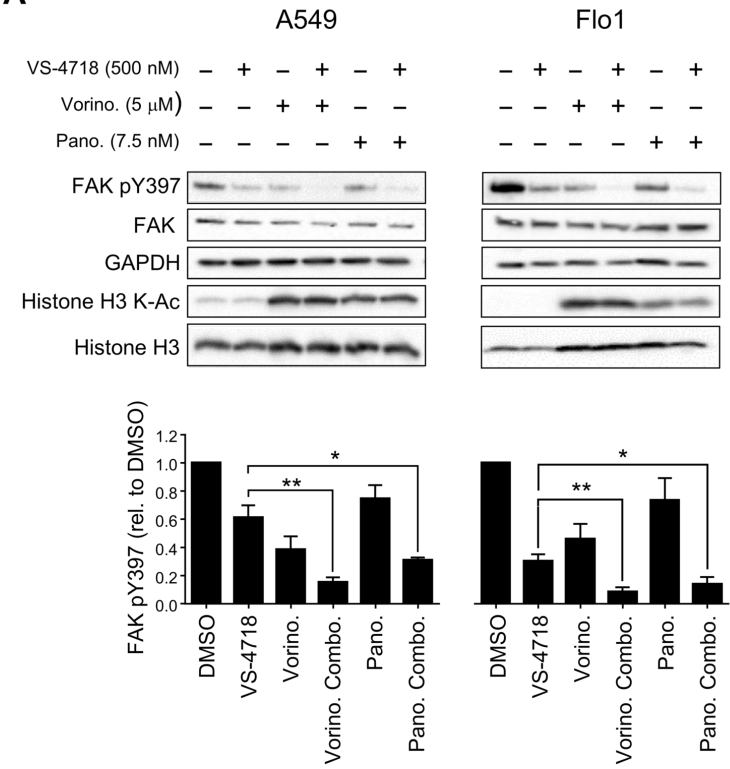 A549 Flo1
VS-4718 (500 nM) – + – + – + – + – + – +
Vorino. (5 μM) – – + + – – – – + + – –
Pano. (7.5 nM) – – – – + + – – – – + +
FAK pY397
FAK
GAPDH
Histone H3 K-Ac
Histone H3
FAK pY397 (rel. to DMSO)
1.2
1.0
0.8
0.6
0.4
0.2
0.0
* *
** **
DMSO VS-4718 Vorino. Vorino. Combo. Pano. Pano. Combo. DMSO VS-4718 Vorino. Vorino. Combo. Pano. Pano. Combo.